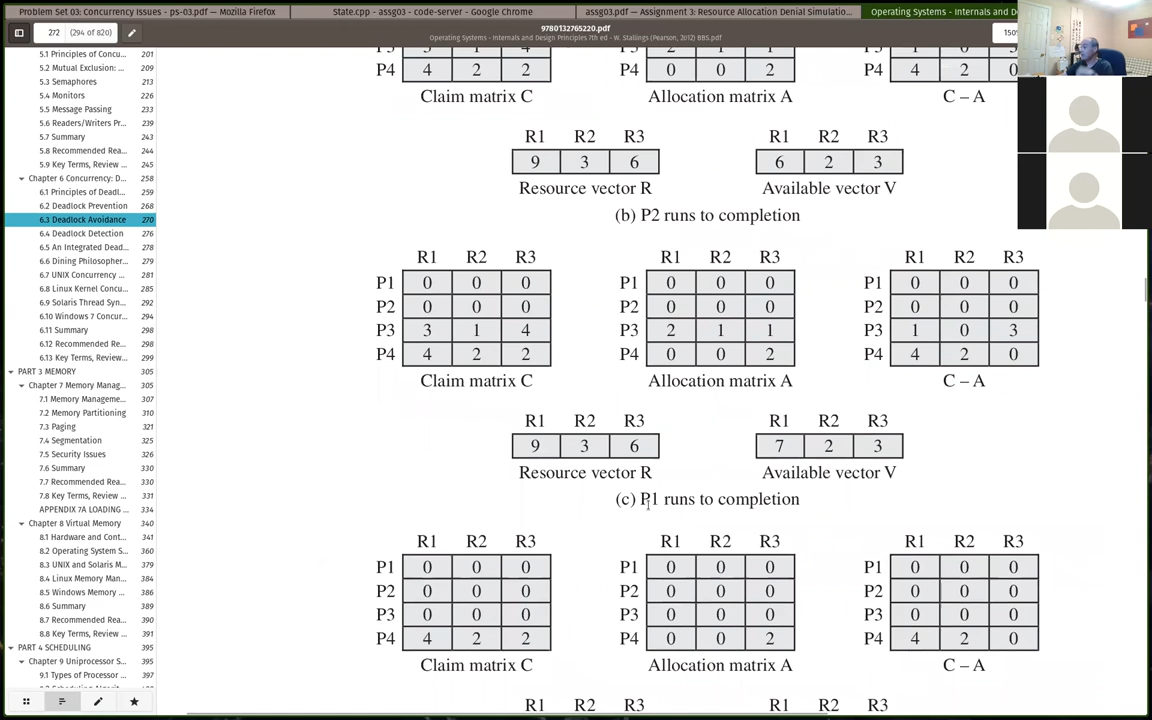 Problem Set 03: Concurrency Issues - ps-03.pdf — Mozilla Firefox
State.cpp - assg03 - code-server - Google Chrome
assg03.pdf — Assignment 3: Resource Allocation Denial Simulatio...
Operating Systems - Internals and D
272 (294 of 820)
9780132765220.pdf
Operating Systems - Internals and Design Principles 7th ed - W. Stallings (Pearson, 2012) BBS.pdf
150%
5.1 Principles of Concu... 201
5.2 Mutual Exclusion: ... 209
5.3 Semaphores 213
5.4 Monitors 226
5.5 Message Passing 233
5.6 Readers/Writers Pr... 239
5.7 Summary 243
5.8 Recommended Rea... 244
5.9 Key Terms, Review ... 245
Chapter 6 Concurrency: D... 258
6.1 Principles of Deadl... 259
6.2 Deadlock Prevention 268
6.3 Deadlock Avoidance 270
6.4 Deadlock Detection 276
6.5 An Integrated Dead... 278
6.6 Dining Philosopher... 279
6.7 UNIX Concurrency ... 281
6.8 Linux Kernel Concu... 285
6.9 Solaris Thread Syn... 292
6.10 Windows 7 Concur... 294
6.11 Summary 298
6.12 Recommended Re... 298
6.13 Key Terms, Review... 299
PART 3 MEMORY 305
Chapter 7 Memory Manag... 305
7.1 Memory Manageme... 307
7.2 Memory Partitioning 310
7.3 Paging 321
7.4 Segmentation 325
7.5 Security Issues 326
7.6 Summary 330
7.7 Recommended Rea... 330
7.8 Key Terms, Review ... 331
APPENDIX 7A LOADING ... 334
Chapter 8 Virtual Memory 340
8.1 Hardware and Cont... 341
8.2 Operating System S... 360
8.3 UNIX and Solaris M... 379
8.4 Linux Memory Man... 384
8.5 Windows Memory ... 386
8.6 Summary 389
8.7 Recommended Rea... 390
8.8 Key Terms, Review ... 391
PART 4 SCHEDULING 395
Chapter 9 Uniprocessor S... 395
9.1 Types of Processor ... 397
P3 3 1 4 P3 2 1 1 P3 1 0 3
P4 4 2 2 P4 0 0 2 P4 4 2 0
Claim matrix C Allocation matrix A C – A
R1 R2 R3 R1 R2 R3
9 3 6 6 2 3
Resource vector R Available vector V
(b) P2 runs to completion
R1 R2 R3 R1 R2 R3 R1 R2 R3
P1 0 0 0 P1 0 0 0 P1 0 0 0
P2 0 0 0 P2 0 0 0 P2 0 0 0
P3 3 1 4 P3 2 1 1 P3 1 0 3
P4 4 2 2 P4 0 0 2 P4 4 2 0
Claim matrix C Allocation matrix A C – A
R1 R2 R3 R1 R2 R3
9 3 6 7 2 3
Resource vector R Available vector V
(c) P1 runs to completion
R1 R2 R3 R1 R2 R3 R1 R2 R3
P1 0 0 0 P1 0 0 0 P1 0 0 0
P2 0 0 0 P2 0 0 0 P2 0 0 0
P3 0 0 0 P3 0 0 0 P3 0 0 0
P4 4 2 2 P4 0 0 2 P4 4 2 0
Claim matrix C Allocation matrix A C – A
R1 R2 R3 R1 R2 R3